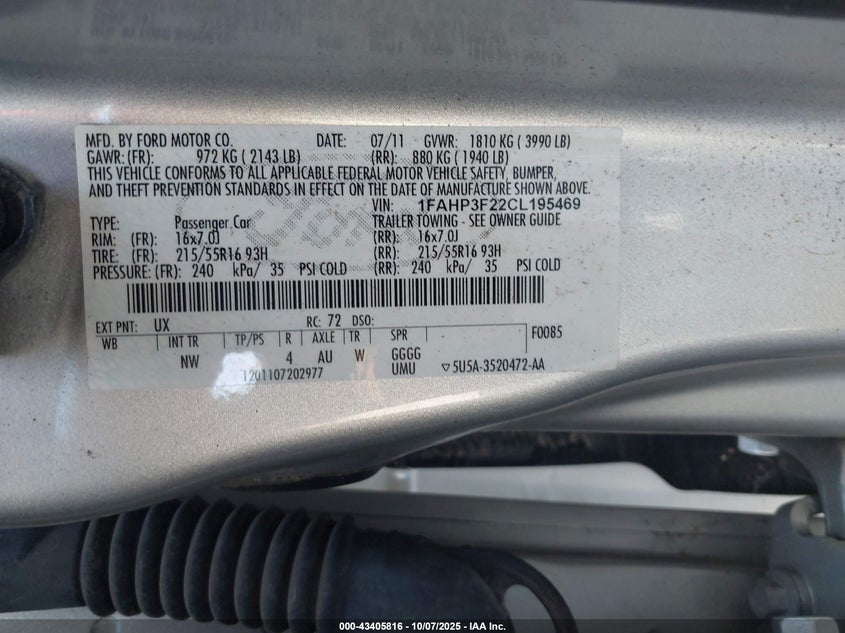 MFD. BY FORD MOTOR CO. DATE: 07/11 GVWR: 1810 KG ( 3990 LB)
GAWR: (FR): 972 KG ( 2143 LB) (RR): 880 KG ( 1940 LB)
THIS VEHICLE CONFORMS TO ALL APPLICABLE FEDERAL MOTOR VEHICLE SAFETY, BUMPER,
AND THEFT PREVENTION STANDARDS IN EFFECT ON THE DATE OF MANUFACTURE SHOWN ABOVE.
VIN: 1FAHP3F22CL195469
TYPE: Passenger Car TRAILER TOWING - SEE OWNER GUIDE
RIM: (FR): 16x7.0J (RR): 16x7.0J
TIRE: (FR): 215/55R16 93H (RR): 215/55R16 93H
PRESSURE: (FR): 240 kPa/ 35 PSI COLD (RR): 240 kPa/ 35 PSI COLD
EXT PNT: UX RC: 72 DSO: F0085
WB INT TR TP/PS R AXLE TR SPR
NW 4 AU W GGGG
UMU
1201107202977 ▽5U5A-3520472-AA
000-43405816 - 10/07/2025 - IAA Inc.